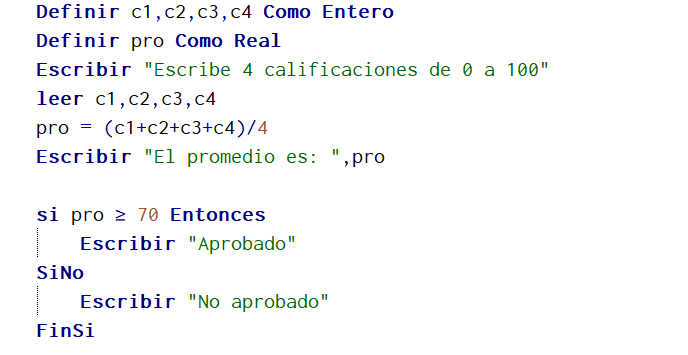 Definir c1,c2,c3,c4 Como Entero
Definir pro Como Real
Escribir "Escribe 4 calificaciones de 0 a 100"
leer c1,c2,c3,c4
pro = (c1+c2+c3+c4)/4
Escribir "El promedio es: ",pro
si pro ≥ 70 Entonces
Escribir "Aprobado"
SiNo
Escribir "No aprobado"
FinSi